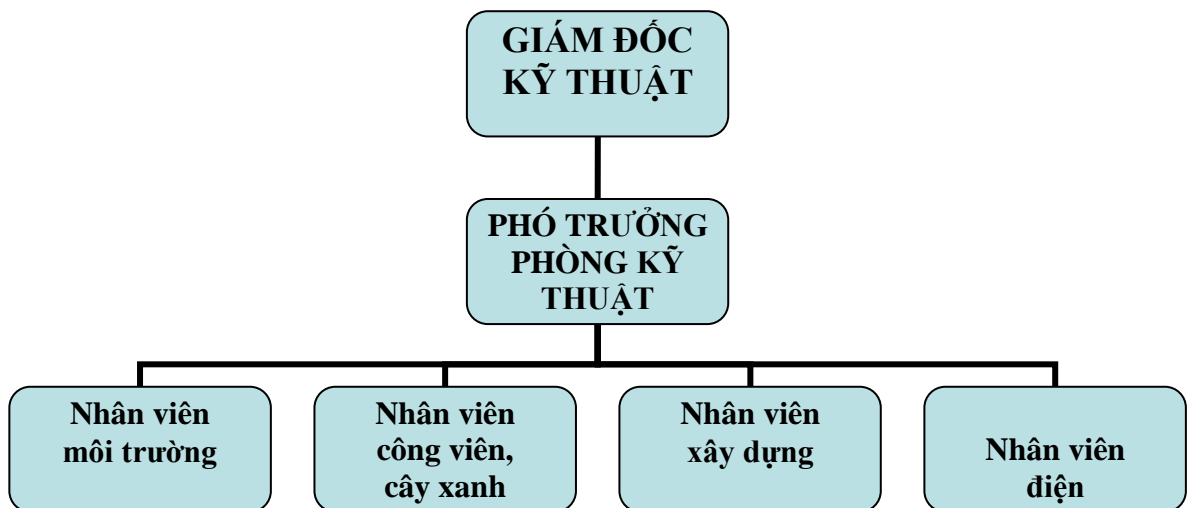 GIÁM ĐỐC
KỸ THUẬT
PHÓ TRƯỞNG
PHÒNG KỸ
THUẬT
Nhân viên
môi trường
Nhân viên
công viên,
cây xanh
Nhân viên
xây dựng
Nhân viên
điện